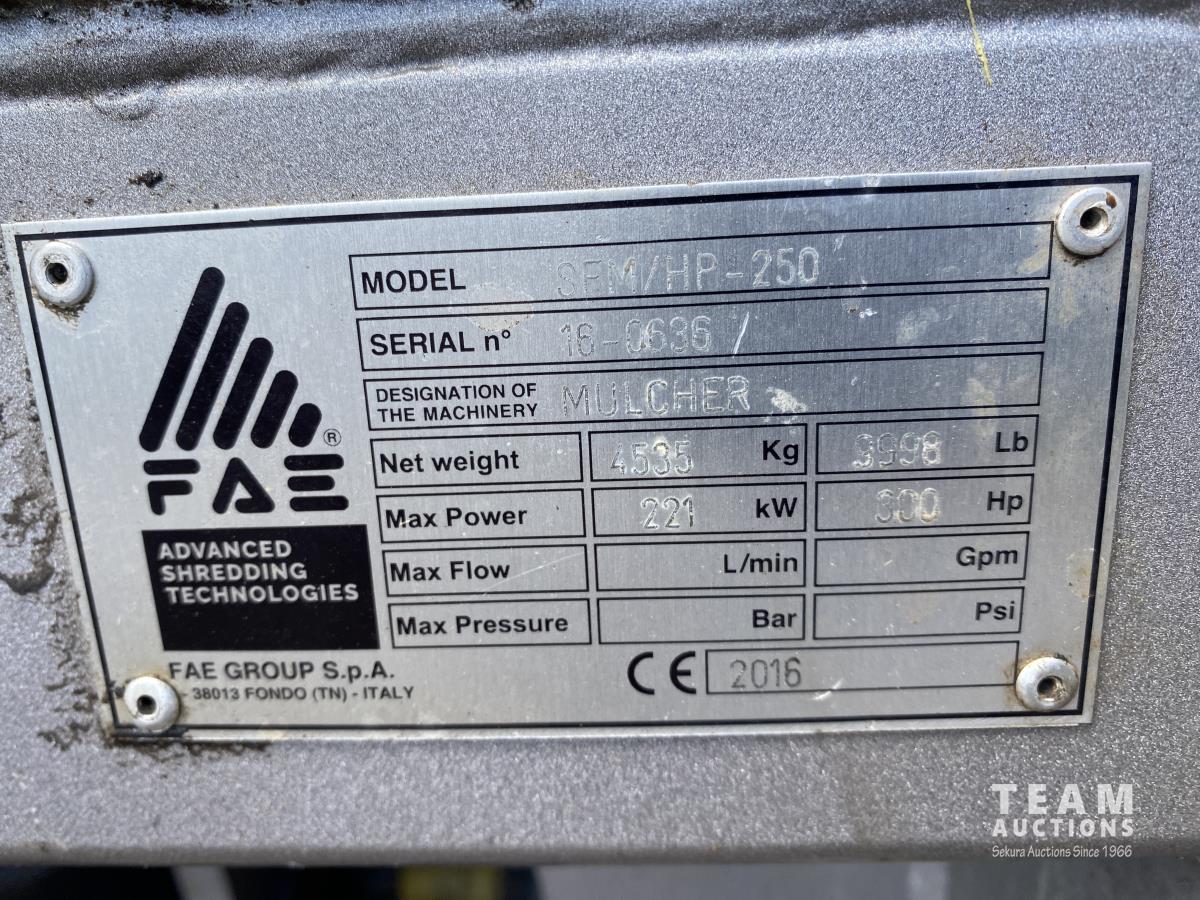 MODEL SFM/HP-250
SERIAL n° 16-0636 /
DESIGNATION OF
THE MACHINERY MULCHER
Net weight 4535 Kg 9998 Lb
Max Power 221 kW 300 Hp
Max Flow L/min Gpm
Max Pressure Bar Psi
FAE®
ADVANCED
SHREDDING
TECHNOLOGIES
FAE GROUP S.p.A.
- 38013 FONDO (TN) - ITALY
CE 2016
TEAM
AUCTIONS
Sekura Auctions Since 1966